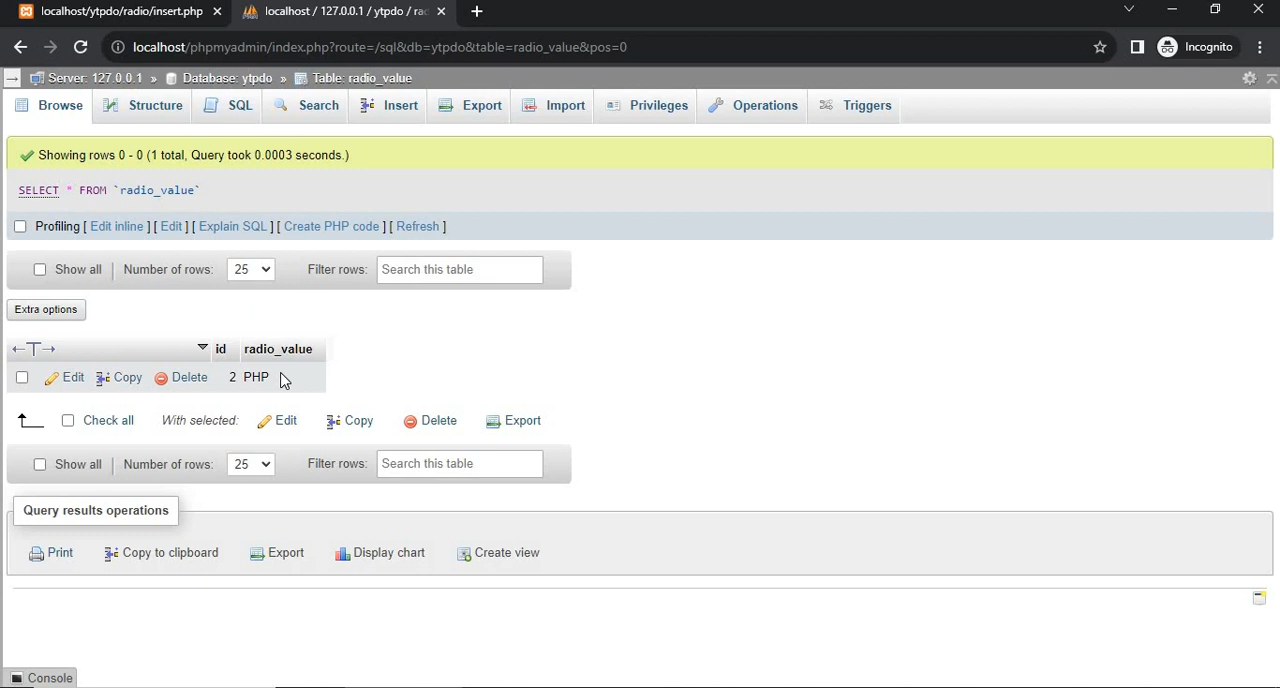 localhost/ytpdo/radio/insert.php
localhost / 127.0.0.1 / ytpdo / rad
localhost/phpmyadmin/index.php?route=/sql&db=ytpdo&table=radio_value&pos=0
Incognito
Server: 127.0.0.1 » Database: ytpdo » Table: radio_value
Browse Structure SQL Search Insert Export Import Privileges Operations Triggers
Showing rows 0 - 0 (1 total, Query took 0.0003 seconds.)
SELECT * FROM `radio_value`
Profiling [ Edit inline ] [ Edit ] [ Explain SQL ] [ Create PHP code ] [ Refresh ]
Show all Number of rows: 25 Filter rows: Search this table
Extra options
←T→ id radio_value
Edit Copy Delete 2 PHP
Check all With selected: Edit Copy Delete Export
Show all Number of rows: 25 Filter rows: Search this table
Query results operations
Print Copy to clipboard Export Display chart Create view
Console